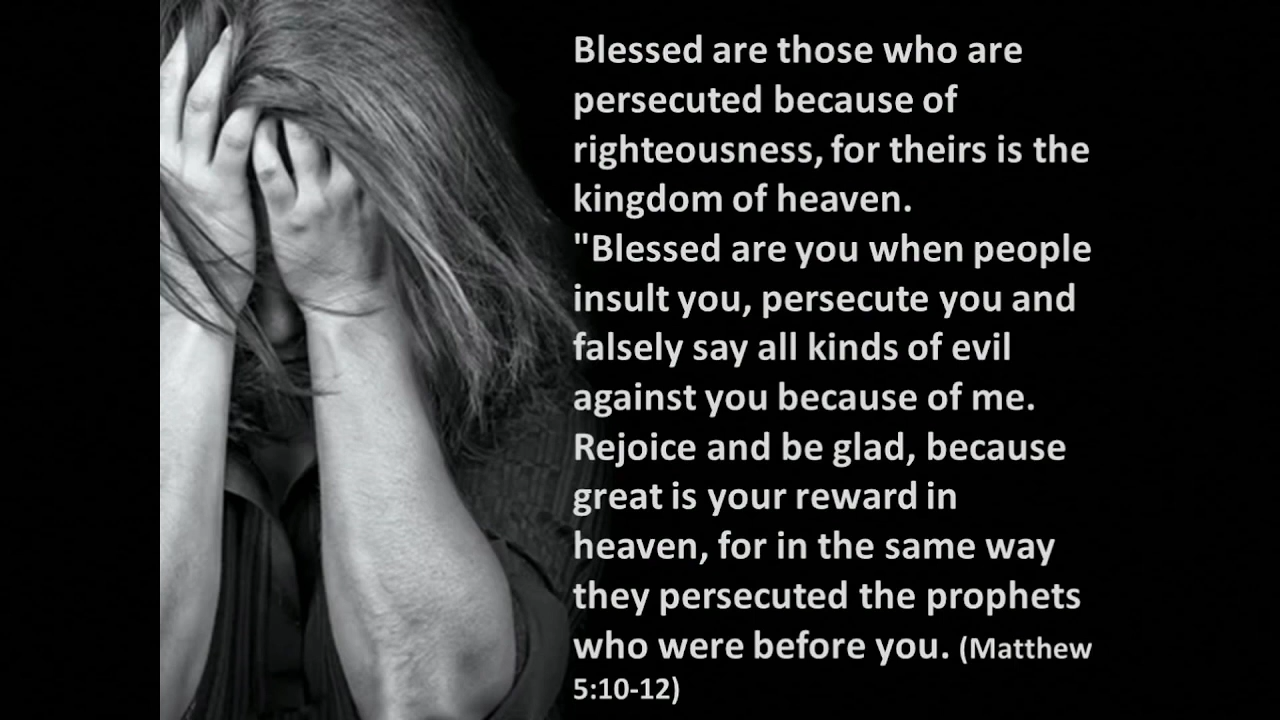 Blessed are those who are
persecuted because of
righteousness, for theirs is the
kingdom of heaven.
"Blessed are you when people
insult you, persecute you and
falsely say all kinds of evil
against you because of me.
Rejoice and be glad, because
great is your reward in
heaven, for in the same way
they persecuted the prophets
who were before you. (Matthew
5:10-12)